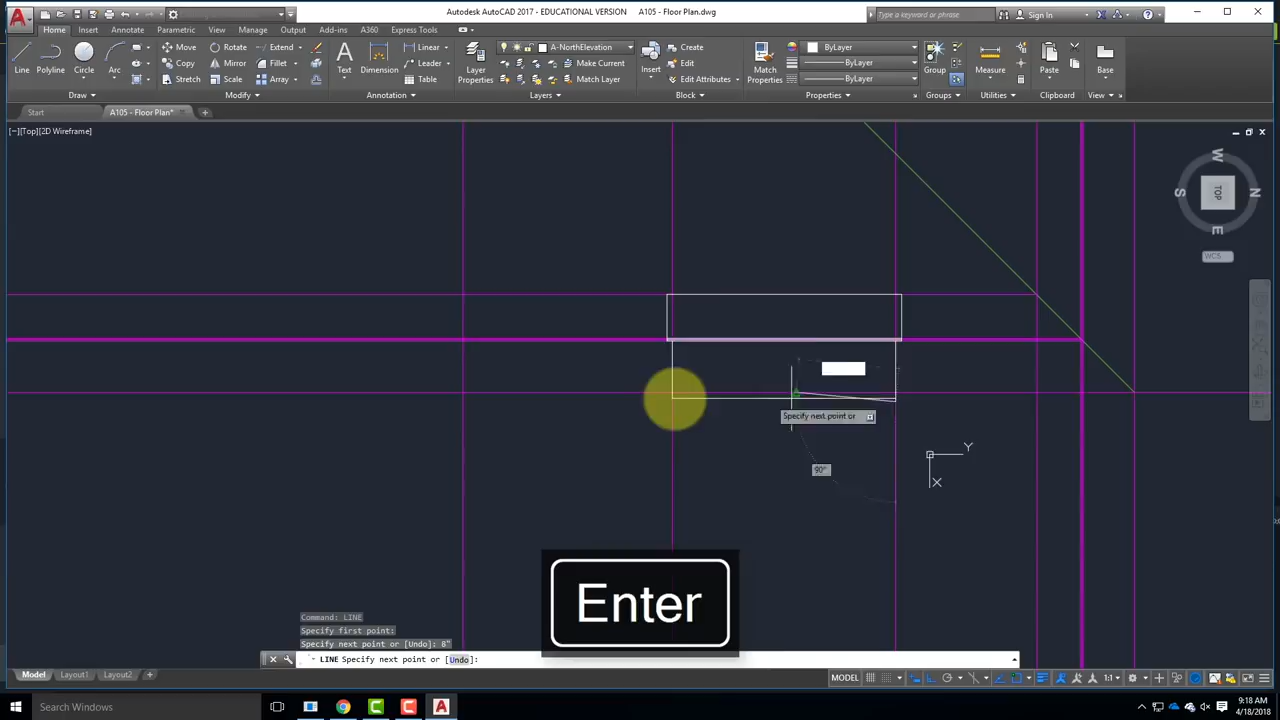 Autodesk AutoCAD 2017 - EDUCATIONAL VERSION A105 - Floor Plan.dwg
Type a keyword or phrase
Sign In
Home Insert Annotate Parametric View Manage Output Add-ins A360 Express Tools
Line Polyline Circle Arc
Move Rotate Extend
Copy Mirror Fillet
Stretch Scale Array
Text Dimension
Linear
Leader
Table
Layer Properties
A-NorthElevation
Make Current
Match Layer
Insert
Create
Edit
Edit Attributes
Match Properties
ByLayer
ByLayer
ByLayer
Group Measure Paste Base
Draw Modify Annotation Layers Block Properties Groups Utilities Clipboard View
Start A105 - Floor Plan*
[−][Top][2D Wireframe]
W
S TOP N
E
WCS
Specify next point or
90°
Y
X
Enter
Command: LINE
Specify first point:
Specify next point or [Undo]: 8"
LINE Specify next point or [Undo]:
Model Layout1 Layout2 +
MODEL
1:1
Search Windows
9:18 AM
4/18/2018